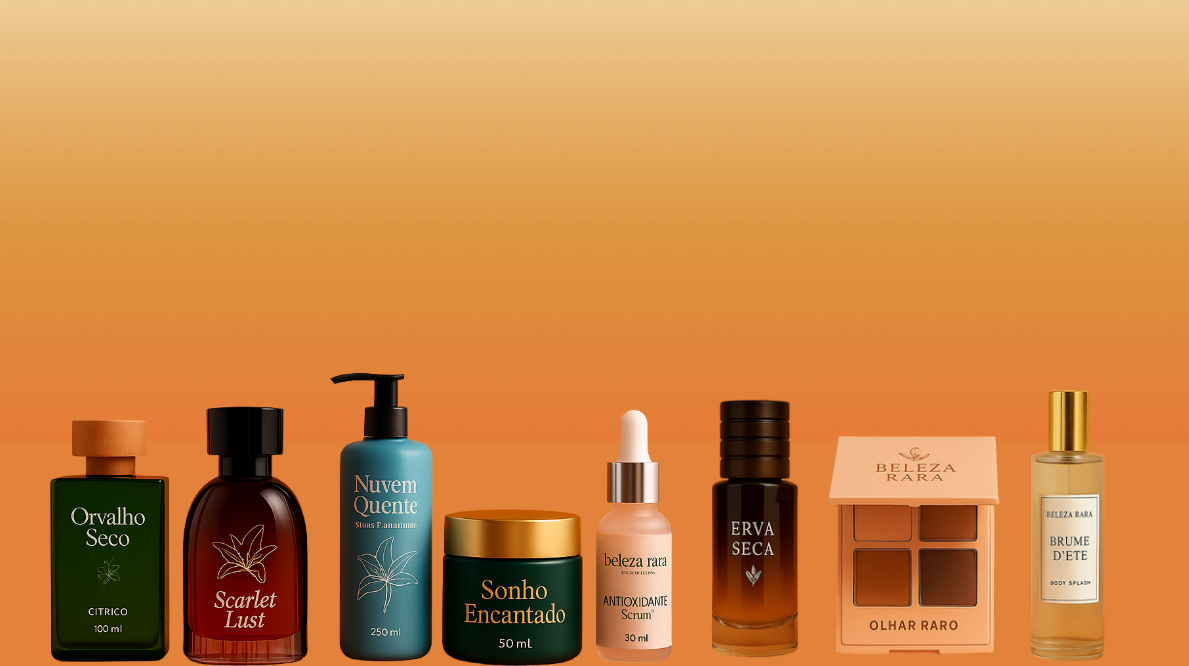 Orvalho
Seco
CITRICO
100 ml
Scarlet
Lust
Nuvem
Quente
250 ml
Sonho
Encantado
50 mL
beleza rara
ANTIOXIDANTE
Serum
30 ml
ERVA
SECA
BELEZA
RARA
OLHAR RARO
BELEZA RARA
BRUME
D'ETE
BODY SPLASH